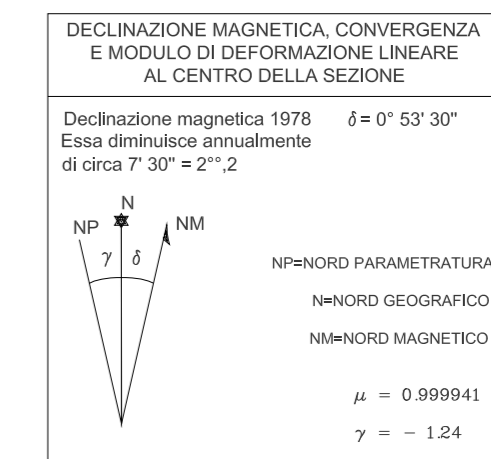 DECLINAZIONE MAGNETICA, CONVERGENZA
E MODULO DI DEFORMAZIONE LINEARE
AL CENTRO DELLA SEZIONE
Declinazione magnetica 1978 δ = 0° 53' 30"
Essa diminuisce annualmente
di circa 7' 30" = 2°°,2
N
NP NM
γ δ
NP=NORD PARAMETRATURA
N=NORD GEOGRAFICO
NM=NORD MAGNETICO
μ = 0.999941
γ = - 1.24